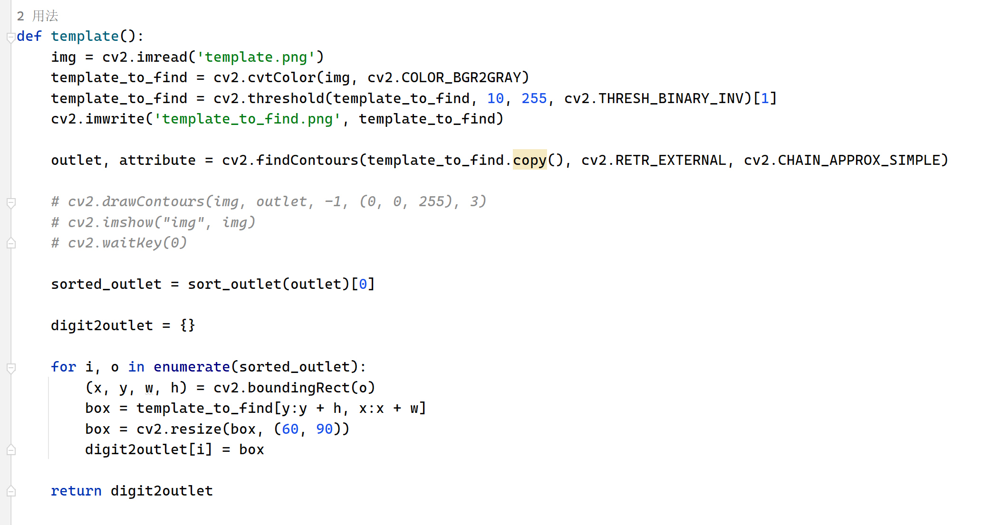 2 用法
def template():
    img = cv2.imread('template.png')
    template_to_find = cv2.cvtColor(img, cv2.COLOR_BGR2GRAY)
    template_to_find = cv2.threshold(template_to_find, 10, 255, cv2.THRESH_BINARY_INV)[1]
    cv2.imwrite('template_to_find.png', template_to_find)
    outlet, attribute = cv2.findContours(template_to_find.copy(), cv2.RETR_EXTERNAL, cv2.CHAIN_APPROX_SIMPLE)
    # cv2.drawContours(img, outlet, -1, (0, 0, 255), 3)
    # cv2.imshow("img", img)
    # cv2.waitKey(0)
    sorted_outlet = sort_outlet(outlet)[0]
    digit2outlet = {}
    for i, o in enumerate(sorted_outlet):
        (x, y, w, h) = cv2.boundingRect(o)
        box = template_to_find[y:y + h, x:x + w]
        box = cv2.resize(box, (60, 90))
        digit2outlet[i] = box
    return digit2outlet